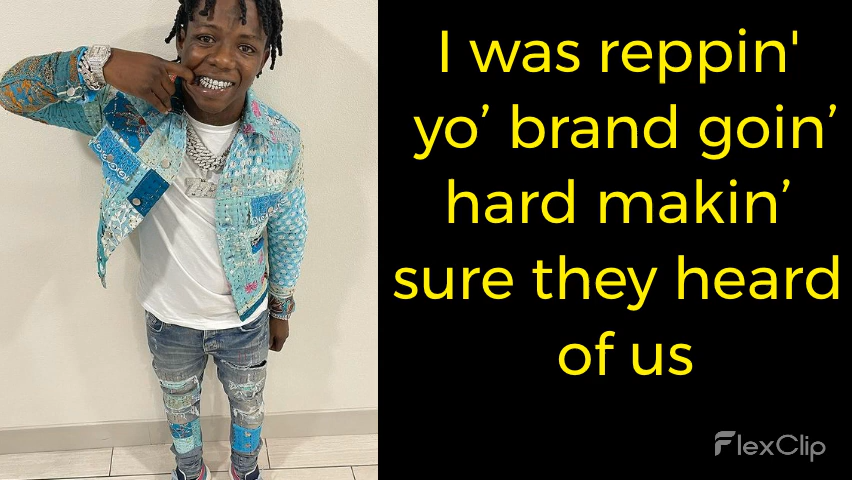 I was reppin'
yo’ brand goin’
hard makin’
sure they heard
of us
FlexClip